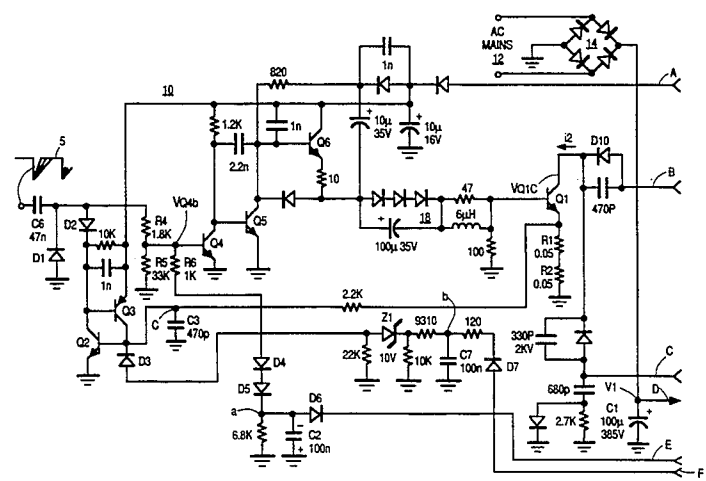 AC
MAINS
12
14
1n
820
A
10
5
1.2K
1n
10μ
35V
10μ
16V
2.2n
Q6
10
i2
D10
B
VQ1C
Q1
470P
C6
47n
D2
R4
1.8K
VQ4b
Q4
Q5
47
18
6μH
100μ 35V
100
R1
0.05
R2
0.05
D1
10K
1n
R5
33K
R6
1K
Q3
Q2
C
C3
470p
2.2K
D3
Z1
10V
9310
b
120
22K
10K
C7
100n
D7
330P
2KV
C
D4
D5
D6
a
6.8K
C2
100n
680p
2.7K
V1
D
C1
100μ
385V
E
F